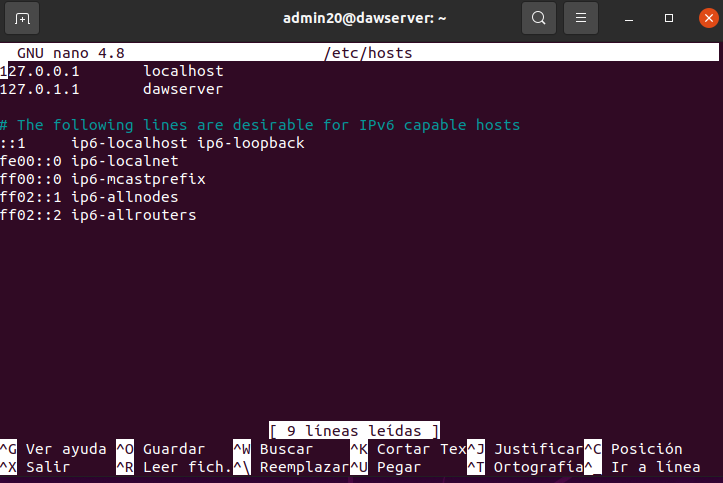 admin20@dawserver: ~
GNU nano 4.8 /etc/hosts
127.0.0.1 localhost
127.0.1.1 dawserver
# The following lines are desirable for IPv6 capable hosts
::1 ip6-localhost ip6-loopback
fe00::0 ip6-localnet
ff00::0 ip6-mcastprefix
ff02::1 ip6-allnodes
ff02::2 ip6-allrouters
[ 9 líneas leídas ]
^G Ver ayuda ^O Guardar ^W Buscar ^K Cortar Tex^J Justificar^C Posición
^X Salir ^R Leer fich.^\ Reemplazar^U Pegar ^T Ortografía^_ Ir a línea